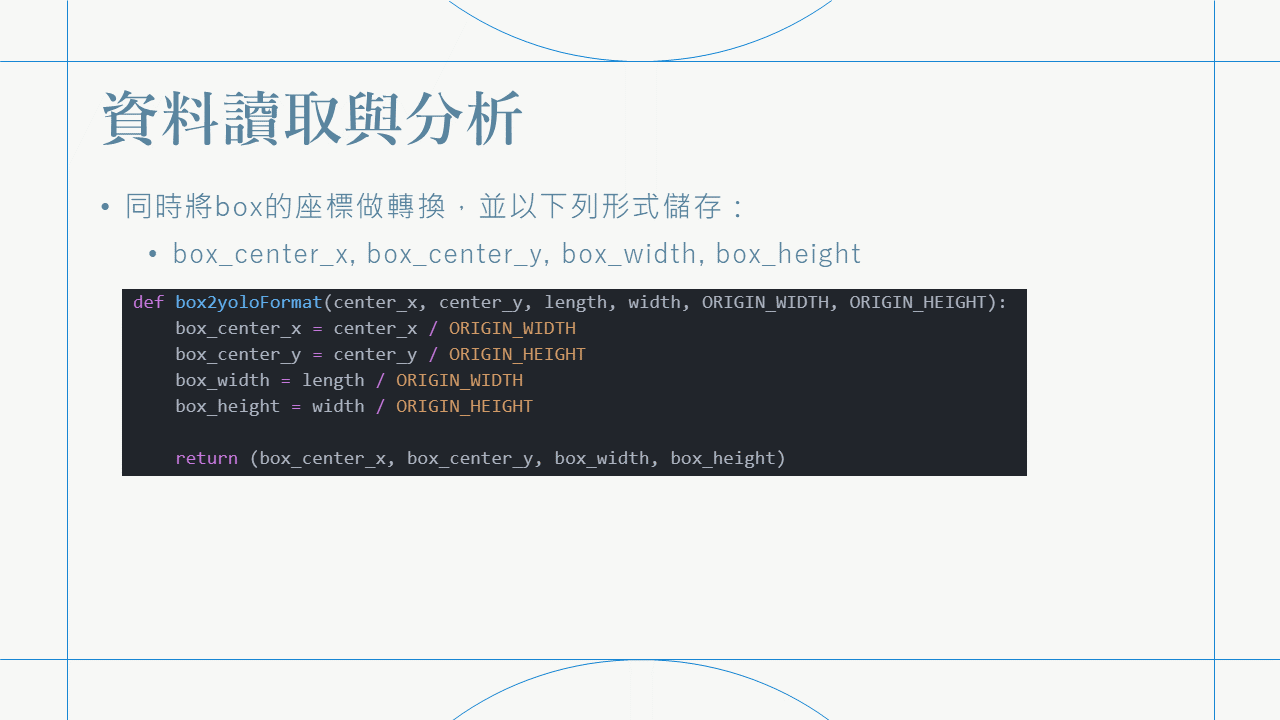 資料讀取與分析
• 同時將box的座標做轉換，並以下列形式儲存：
• box_center_x, box_center_y, box_width, box_height
def box2yoloFormat(center_x, center_y, length, width, ORIGIN_WIDTH, ORIGIN_HEIGHT):
    box_center_x = center_x / ORIGIN_WIDTH
    box_center_y = center_y / ORIGIN_HEIGHT
    box_width = length / ORIGIN_WIDTH
    box_height = width / ORIGIN_HEIGHT
    return (box_center_x, box_center_y, box_width, box_height)